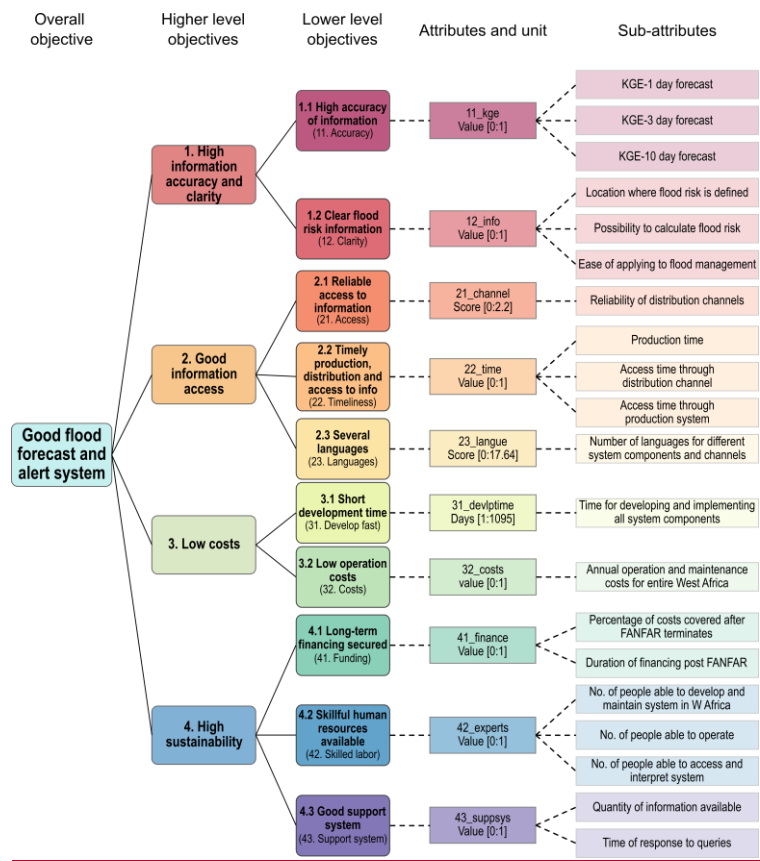 Overall
objective
Higher level
objectives
Lower level
objectives
Attributes and unit
Sub-attributes
Good flood
forecast and
alert system
1. High
information
accuracy and
clarity
1.1 High accuracy
of information
(11. Accuracy)
11_kge
Value [0:1]
KGE-1 day forecast
KGE-3 day forecast
KGE-10 day forecast
1.2 Clear flood
risk information
(12. Clarity)
12_info
Value [0:1]
Location where flood risk is defined
Possibility to calculate flood risk
Ease of applying to flood management
2. Good
information
access
2.1 Reliable
access to
information
(21. Access)
21_channel
Score [0:2.2]
Reliability of distribution channels
2.2 Timely
production,
distribution and
access to info
(22. Timeliness)
22_time
Value [0:1]
Production time
Access time through
distribution channel
Access time through
production system
2.3 Several
languages
(23. Languages)
23_langue
Score [0:17.64]
Number of languages for different
system components and channels
3. Low costs
3.1 Short
development time
(31. Develop fast)
31_devlptime
Days [1:1095]
Time for developing and implementing
all system components
3.2 Low operation
costs
(32. Costs)
32_costs
value [0:1]
Annual operation and maintenance
costs for entire West Africa
4. High
sustainability
4.1 Long-term
financing secured
(41. Funding)
41_finance
Value [0:1]
Percentage of costs covered after
FANFAR terminates
Duration of financing post FANFAR
4.2 Skillful human
resources
available
(42. Skilled labor)
42_experts
Value [0:1]
No. of people able to develop and
maintain system in W Africa
No. of people able to operate
No. of people able to access and
interpret system
4.3 Good support
system
(43. Support system)
43_suppsys
Value [0:1]
Quantity of information available
Time of response to queries